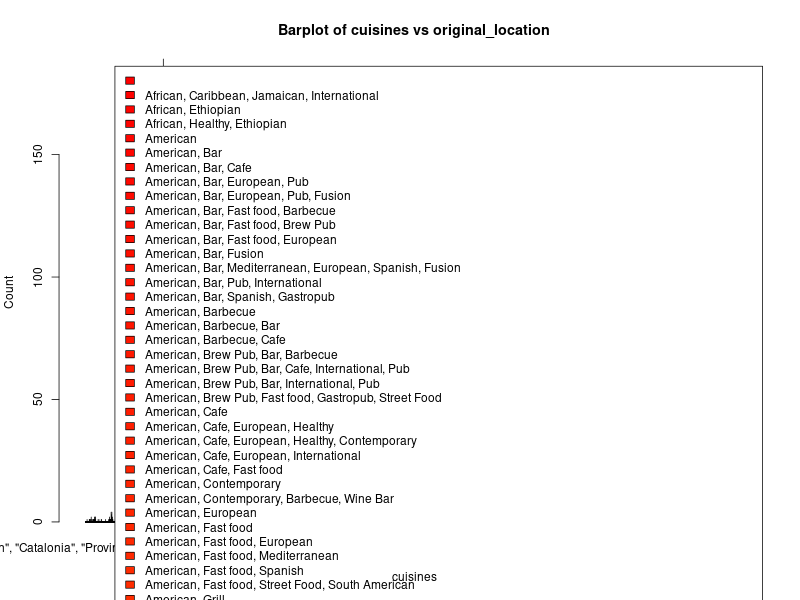 Barplot of cuisines vs original_location
African, Caribbean, Jamaican, International
African, Ethiopian
African, Healthy, Ethiopian
American
American, Bar
American, Bar, Cafe
American, Bar, European, Pub
American, Bar, European, Pub, Fusion
American, Bar, Fast food, Barbecue
American, Bar, Fast food, Brew Pub
American, Bar, Fast food, European
American, Bar, Fusion
American, Bar, Mediterranean, European, Spanish, Fusion
American, Bar, Pub, International
American, Bar, Spanish, Gastropub
American, Barbecue
American, Barbecue, Bar
American, Barbecue, Cafe
American, Brew Pub, Bar, Barbecue
American, Brew Pub, Bar, Cafe, International, Pub
American, Brew Pub, Bar, International, Pub
American, Brew Pub, Fast food, Gastropub, Street Food
American, Cafe
American, Cafe, European, Healthy
American, Cafe, European, Healthy, Contemporary
American, Cafe, European, International
American, Cafe, Fast food
American, Contemporary
American, Contemporary, Barbecue, Wine Bar
American, European
American, Fast food
American, Fast food, European
American, Fast food, Mediterranean
American, Fast food, Spanish
American, Fast food, Street Food, South American
American, Grill
150
100
50
0
Count
", "Catalonia", "Provi
cuisines